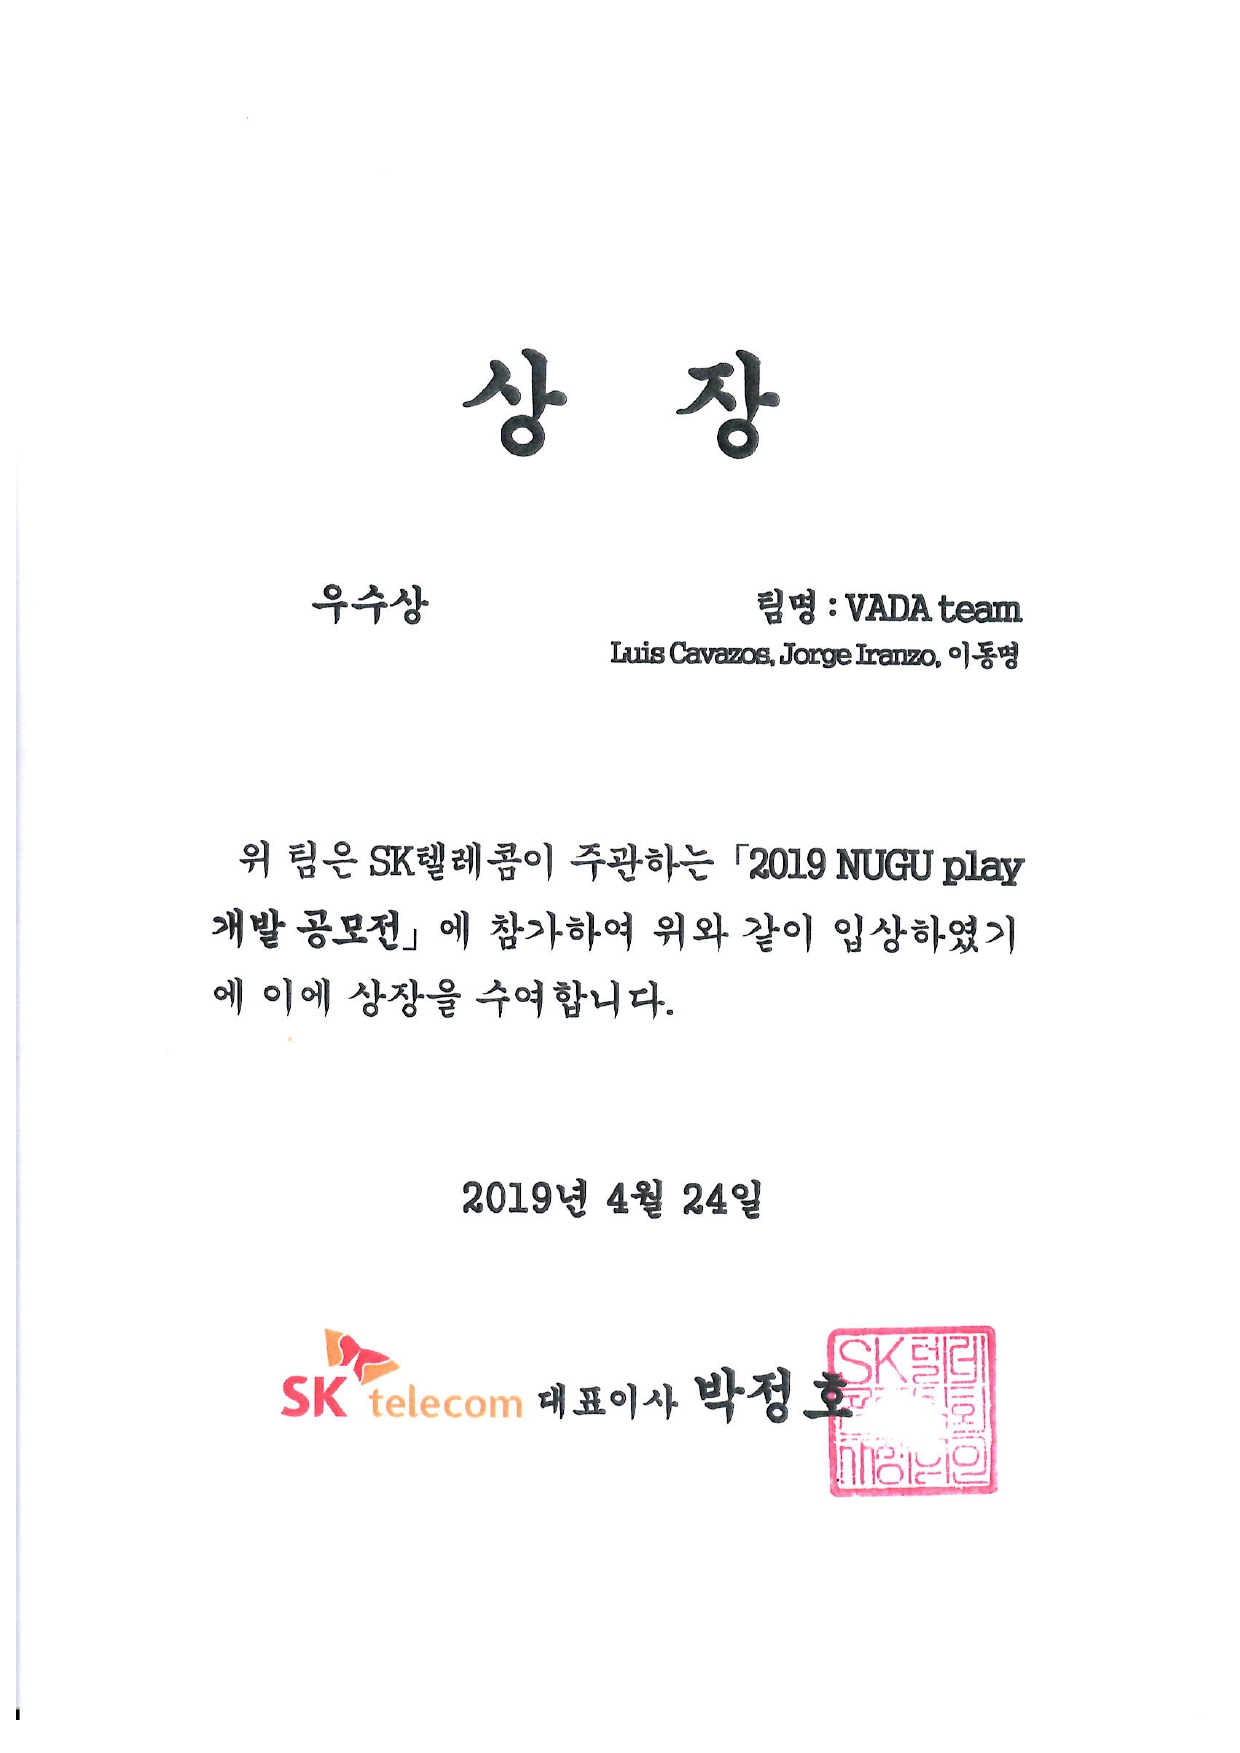 상 장
우수상
팀명 : VADA team
Luis Cavazos, Jorge Iranzo, 이동명
위 팀은 SK텔레콤이 주관하는 「2019 NUGU play
개발 공모전」에 참가하여 위와 같이 입상하였기
에 이에 상장을 수여합니다.
2019년 4월 24일
SK telecom 대표이사 박정호
SK텔레